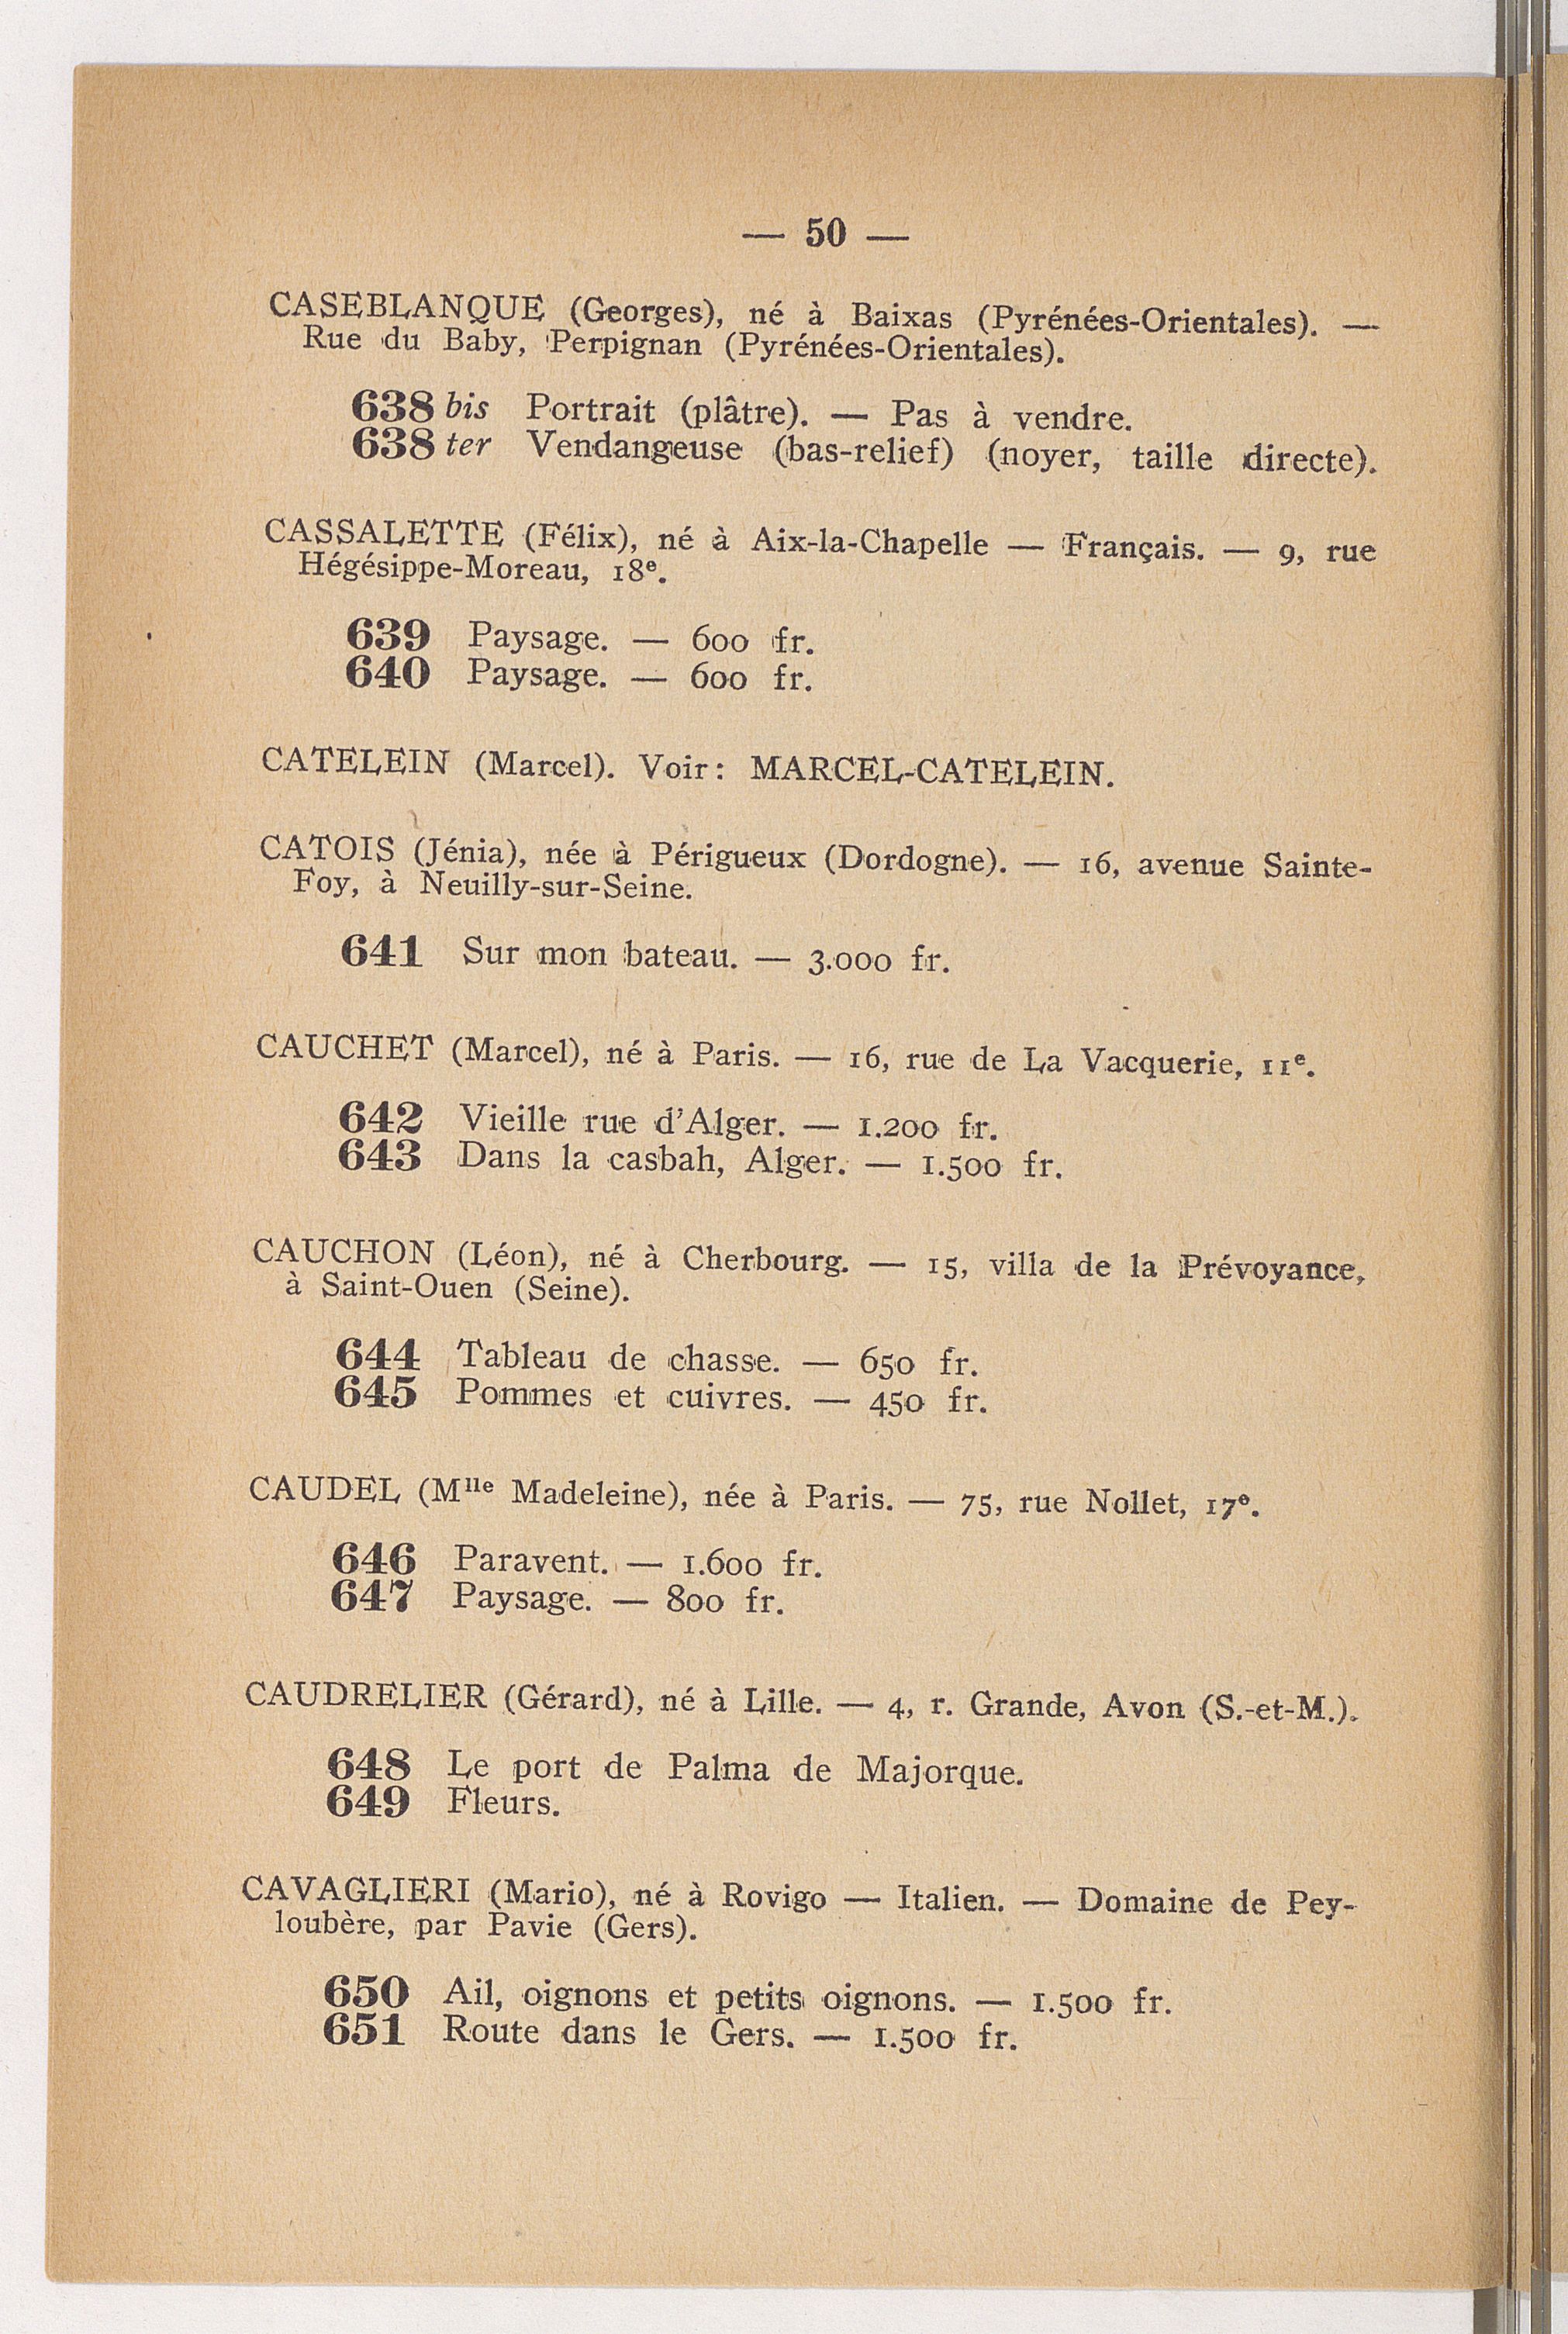 — 50 —
CASEBLANQUE (Georges), né à Baixas (Pyrénées-Orientales). —
Rue du Baby, Perpignan (Pyrénées-Orientales).
638 bis Portrait (plâtre). — Pas à vendre.
638 ter Vendangeuse (bas-relief) (noyer, taille directe).
CASSALETTE (Félix), né à Aix-la-Chapelle — Français. — 9, rue
Hégésippe-Moreau, 18e.
639 Paysage. — 600 fr.
640 Paysage. — 600 fr.
CATELEIN (Marcel). Voir: MARCEL-CATELEIN.
CATOIS (Jénia), née à Périgueux (Dordogne). — 16, avenue Sainte-
Foy, à Neuilly-sur-Seine.
641 Sur mon bateau. — 3.000 fr.
CAUCHET (Marcel), né à Paris. — 16, rue de La Vacquerie, 11e.
642 Vieille rue d'Alger. — 1.200 fr.
643 Dans la casbah, Alger. — 1.500 fr.
CAUCHON (Léon), né à Cherbourg. — 15, villa de la Prévoyance,
à Saint-Ouen (Seine).
644 Tableau de chasse. — 650 fr.
645 Pommes et cuivres. — 450 fr.
CAUDEL (Mlle Madeleine), née à Paris. — 75, rue Nollet, 17e.
646 Paravent. — 1.600 fr.
647 Paysage. — 800 fr.
CAUDRELIER (Gérard), né à Lille. — 4, r. Grande, Avon (S.-et-M.).
648 Le port de Palma de Majorque.
649 Fleurs.
CAVAGLIERI (Mario), né à Rovigo — Italien. — Domaine de Pey-
loubère, par Pavie (Gers).
650 Ail, oignons et petits oignons. — 1.500 fr.
651 Route dans le Gers. — 1.500 fr.